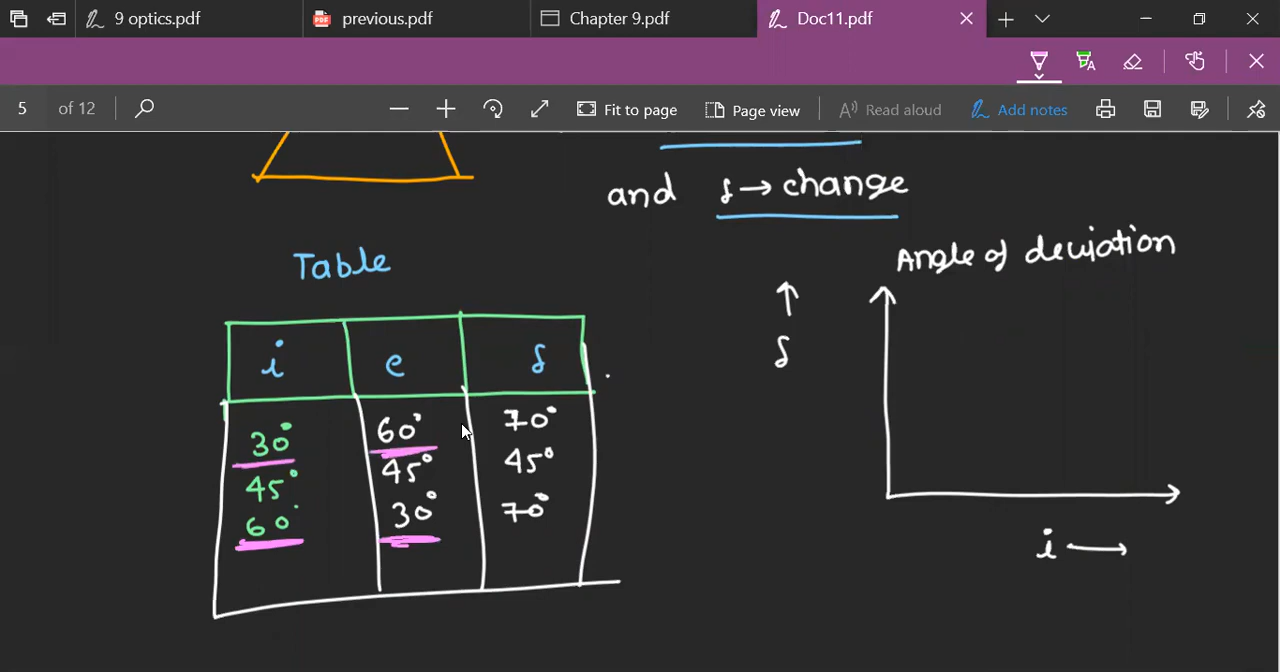 9 optics.pdf
previous.pdf
Chapter 9.pdf
Doc11.pdf
5 of 12
Fit to page
Page view
Read aloud
Add notes
and δ → change
Table
Angle of deviation
↑
δ
i e δ
30° 60° 70°
45° 45° 45°
60° 30° 70°
i →